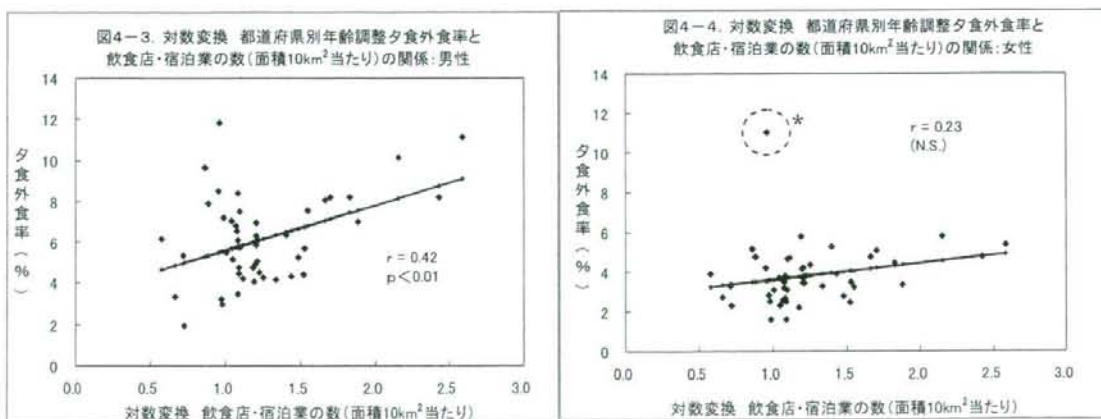 図4-3. 対数変換 都道府県別年齢調整夕食外食率と
飲食店・宿泊業の数(面積10km²当たり)の関係:男性
14
12
10
8
6
4
2
0
夕食外食率(%)
r = 0.42
p<0.01
0.0 0.5 1.0 1.5 2.0 2.5 3.0
対数変換 飲食店・宿泊業の数(面積10km²当たり)
図4-4. 対数変換 都道府県別年齢調整夕食外食率と
飲食店・宿泊業の数(面積10km²当たり)の関係:女性
14
12
10
8
6
4
2
0
夕食外食率(%)
*
r = 0.23
(N.S.)
0.0 0.5 1.0 1.5 2.0 2.5 3.0
対数変換 飲食店・宿泊業の数(面積10km²当たり)